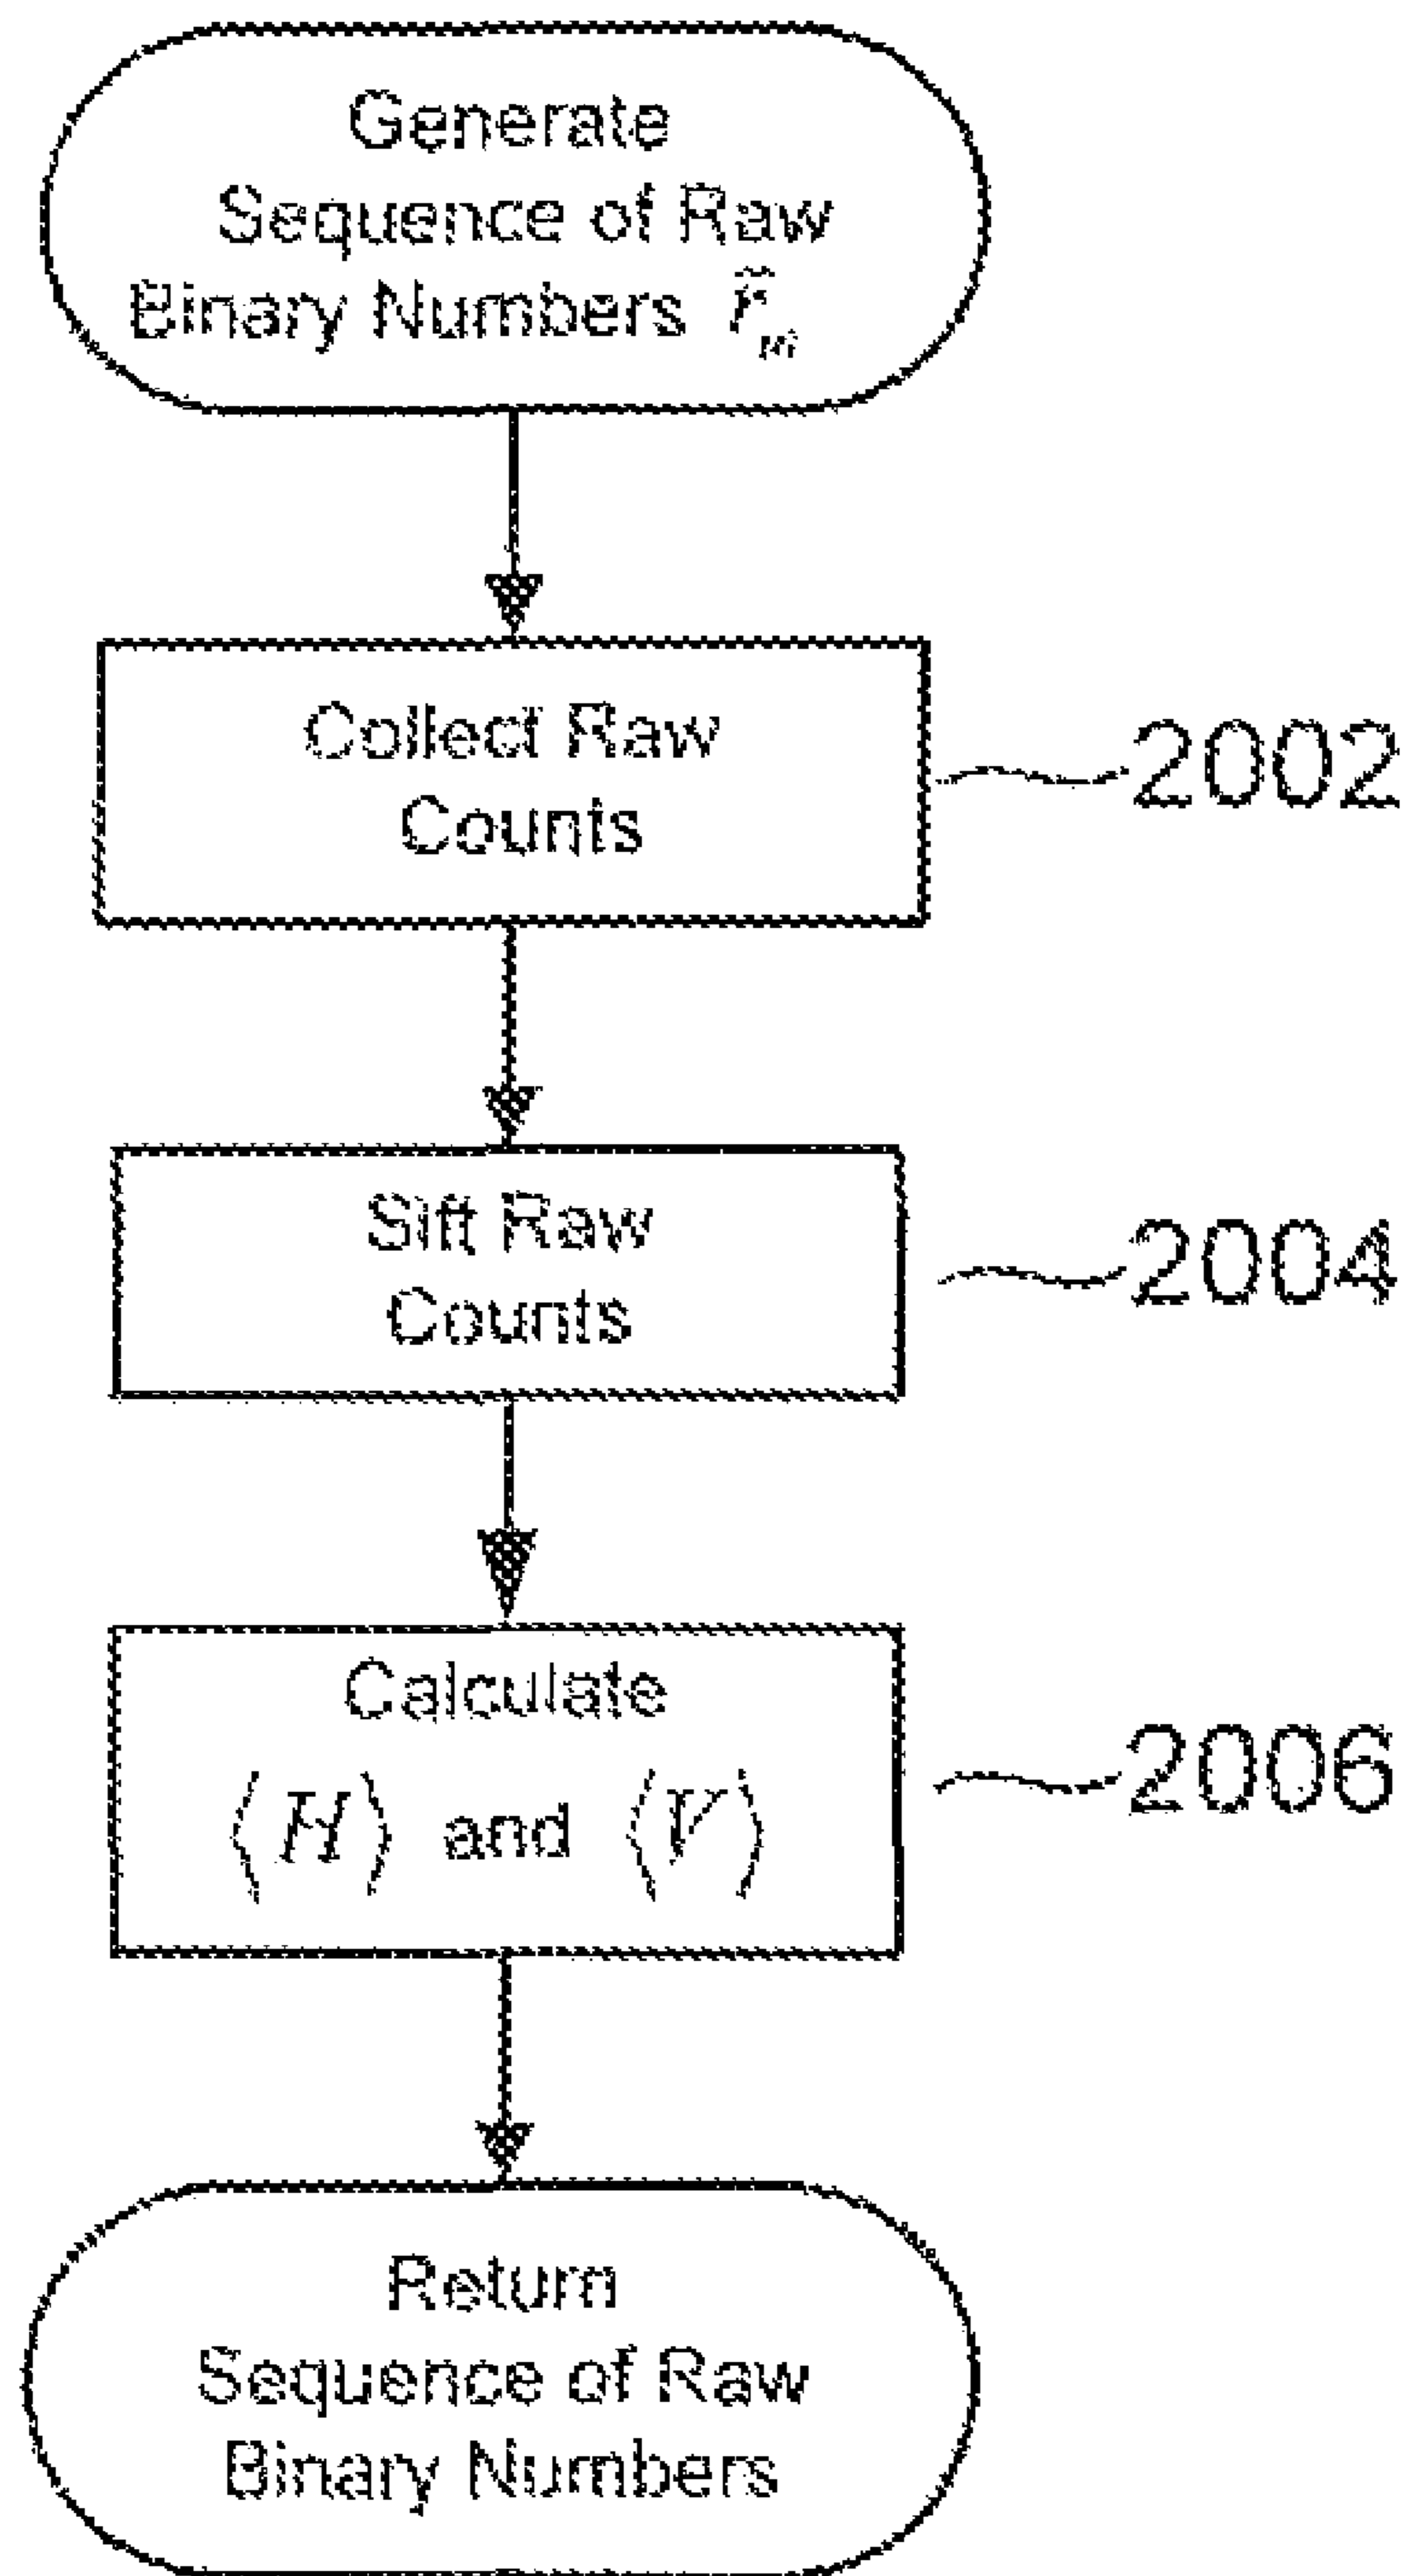 Generate
Sequence of Raw
Binary Numbers
Collect Raw
Counts
2002
Sift Raw
Counts
2004
Calculate
⟨H⟩ and ⟨V⟩
2006
Return
Sequence of Raw
Binary Numbers